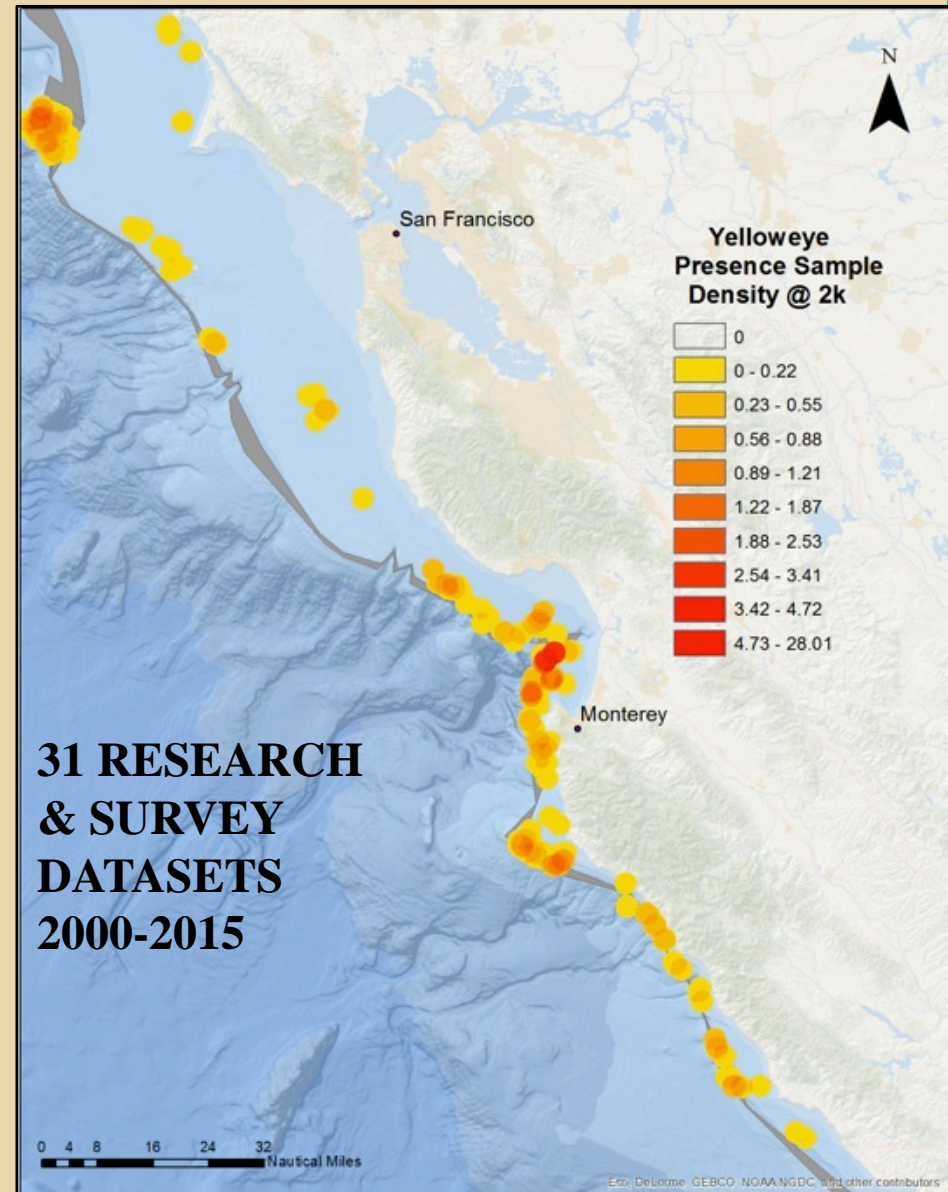 N
San Francisco
Yelloweye
Presence Sample
Density @ 2k
0
0 - 0.22
0.23 - 0.55
0.56 - 0.88
0.89 - 1.21
1.22 - 1.87
1.88 - 2.53
2.54 - 3.41
3.42 - 4.72
4.73 - 28.01
Monterey
31 RESEARCH
& SURVEY
DATASETS
2000-2015
0 4 8 16 24 32
Nautical Miles
Esri, DeLorme, GEBCO, NOAA NGDC, and other contributors